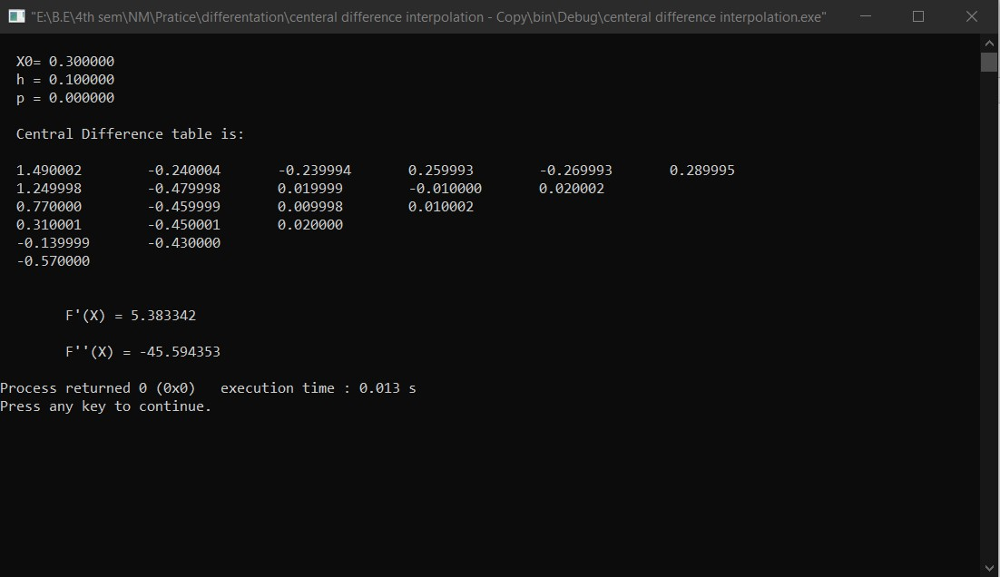 "E:\B.E\4th sem\NM\Pratice\differentation\centeral difference interpolation - Copy\bin\Debug\centeral difference interpolation.exe"
X0= 0.300000
h = 0.100000
p = 0.000000
Central Difference table is:
1.490002 -0.240004 -0.239994 0.259993 -0.269993 0.289995
1.249998 -0.479998 0.019999 -0.010000 0.020002
0.770000 -0.459999 0.009998 0.010002
0.310001 -0.450001 0.020000
-0.139999 -0.430000
-0.570000
F'(X) = 5.383342
F''(X) = -45.594353
Process returned 0 (0x0) execution time : 0.013 s
Press any key to continue.